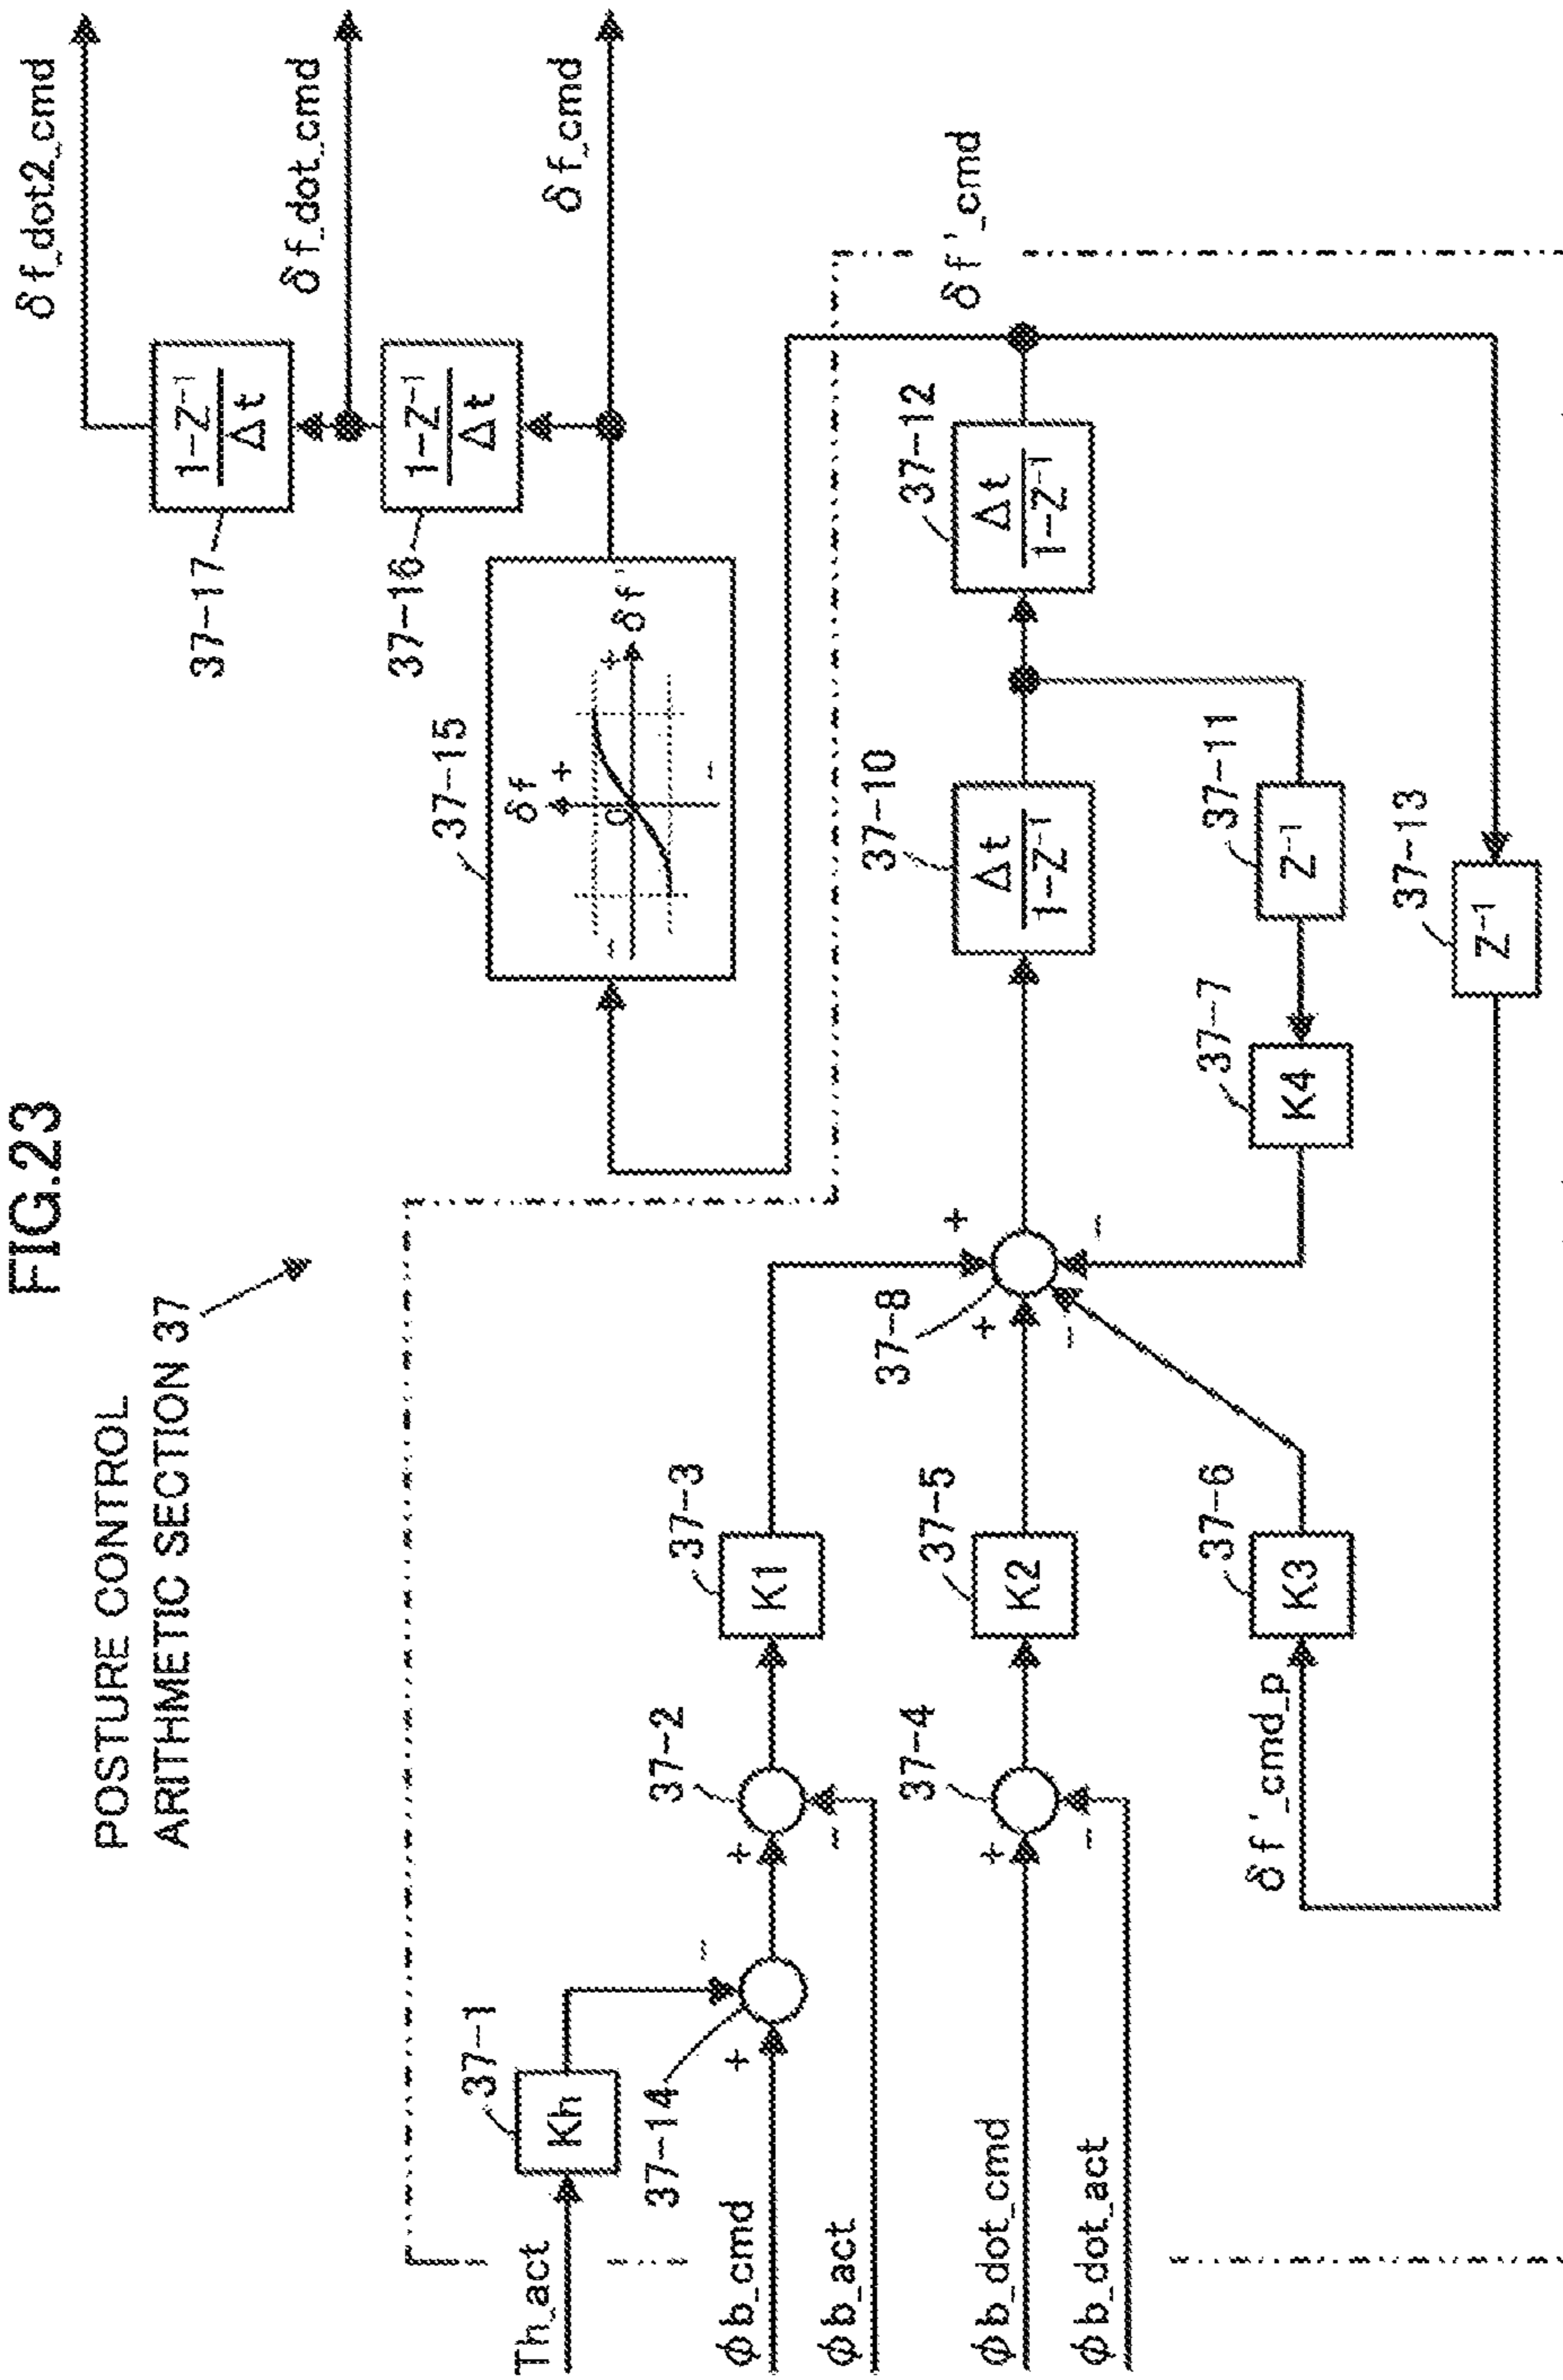 FIG.23
POSTURE CONTROL
ARITHMETIC SECTION 37
δf_dot2_cmd
37-17
1-Z⁻¹
Δt
δf_dot_cmd
37-16
1-Z⁻¹
Δt
δf_cmd
37-15
δf
+
-
0
+
δf'
-
Th_act
37-1
Kh
37-14
-
+
φb_cmd
37-2
+
-
φb_act
37-3
K1
φb_dot_cmd
37-4
+
-
φb_dot_act
37-5
K2
37-8
+
+
-
-
37-10
Δt
1-Z⁻¹
37-12
Δt
1-Z⁻¹
δf'_cmd
δf'_cmd_p
37-6
K3
37-7
K4
37-11
Z⁻¹
37-13
Z⁻¹